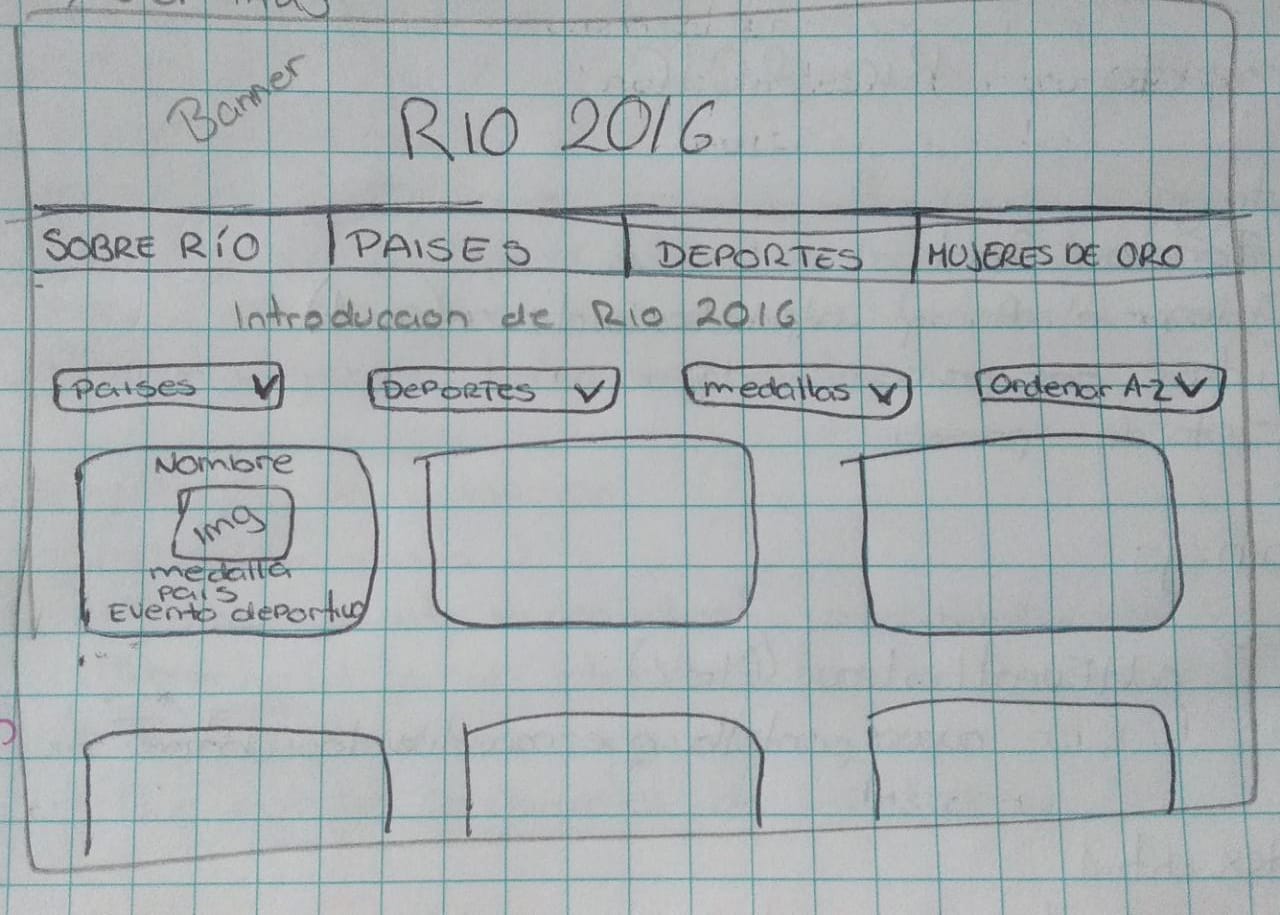 Banner
RIO 2016
SOBRE RÍO PAISES DEPORTES MUJERES DE ORO
Introduccion de Rio 2016
Paises Deportes medallas Ordenar A-Z
Nombre
img
medalla
pais
Evento deportivo